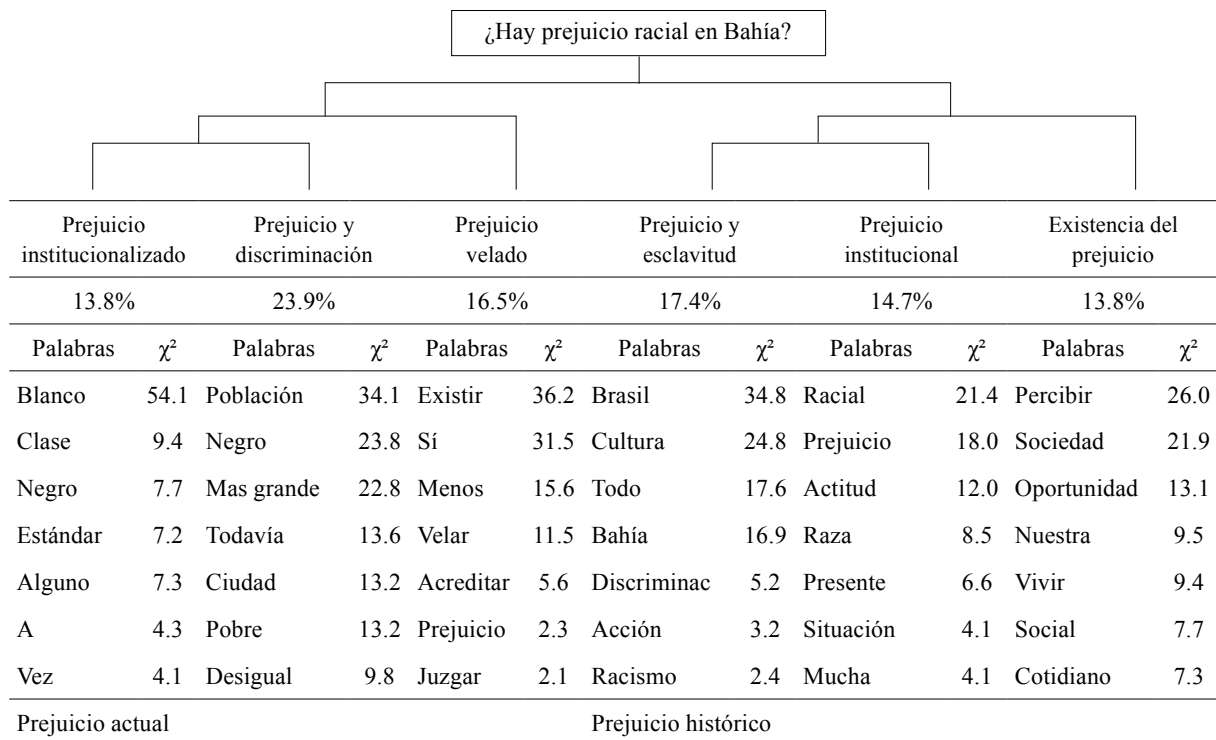 ¿Hay prejuicio racial en Bahía?
Prejuicio institucionalizado Prejuicio y discriminación Prejuicio velado Prejuicio y esclavitud Prejuicio institucional Existencia del prejuicio
13.8% 23.9% 16.5% 17.4% 14.7% 13.8%
Palabras χ² Palabras χ² Palabras χ² Palabras χ² Palabras χ² Palabras χ²
Blanco 54.1 Población 34.1 Existir 36.2 Brasil 34.8 Racial 21.4 Percibir 26.0
Clase 9.4 Negro 23.8 Sí 31.5 Cultura 24.8 Prejuicio 18.0 Sociedad 21.9
Negro 7.7 Mas grande 22.8 Menos 15.6 Todo 17.6 Actitud 12.0 Oportunidad 13.1
Estándar 7.2 Todavía 13.6 Velar 11.5 Bahía 16.9 Raza 8.5 Nuestra 9.5
Alguno 7.3 Ciudad 13.2 Acreditar 5.6 Discriminac 5.2 Presente 6.6 Vivir 9.4
A 4.3 Pobre 13.2 Prejuicio 2.3 Acción 3.2 Situación 4.1 Social 7.7
Vez 4.1 Desigual 9.8 Juzgar 2.1 Racismo 2.4 Mucha 4.1 Cotidiano 7.3
Prejuicio actual Prejuicio histórico